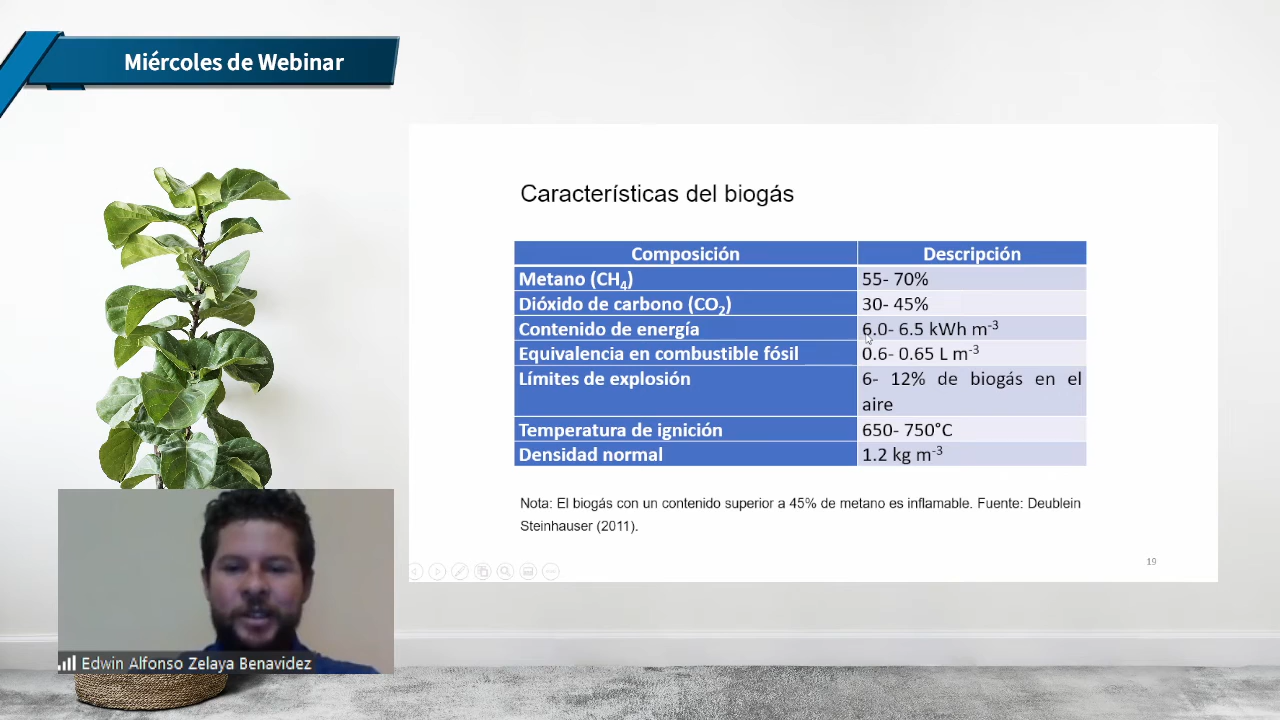 Miércoles de Webinar
Características del biogás
Composición Descripción
Metano (CH₄) 55- 70%
Dióxido de carbono (CO₂) 30- 45%
Contenido de energía 6.0- 6.5 kWh m⁻³
Equivalencia en combustible fósil 0.6- 0.65 L m⁻³
Límites de explosión 6- 12% de biogás en el
aire
Temperatura de ignición 650- 750°C
Densidad normal 1.2 kg m⁻³
Nota: El biogás con un contenido superior a 45% de metano es inflamable. Fuente: Deublein
Steinhauser (2011).
19
Edwin Alfonso Zelaya Benavidez